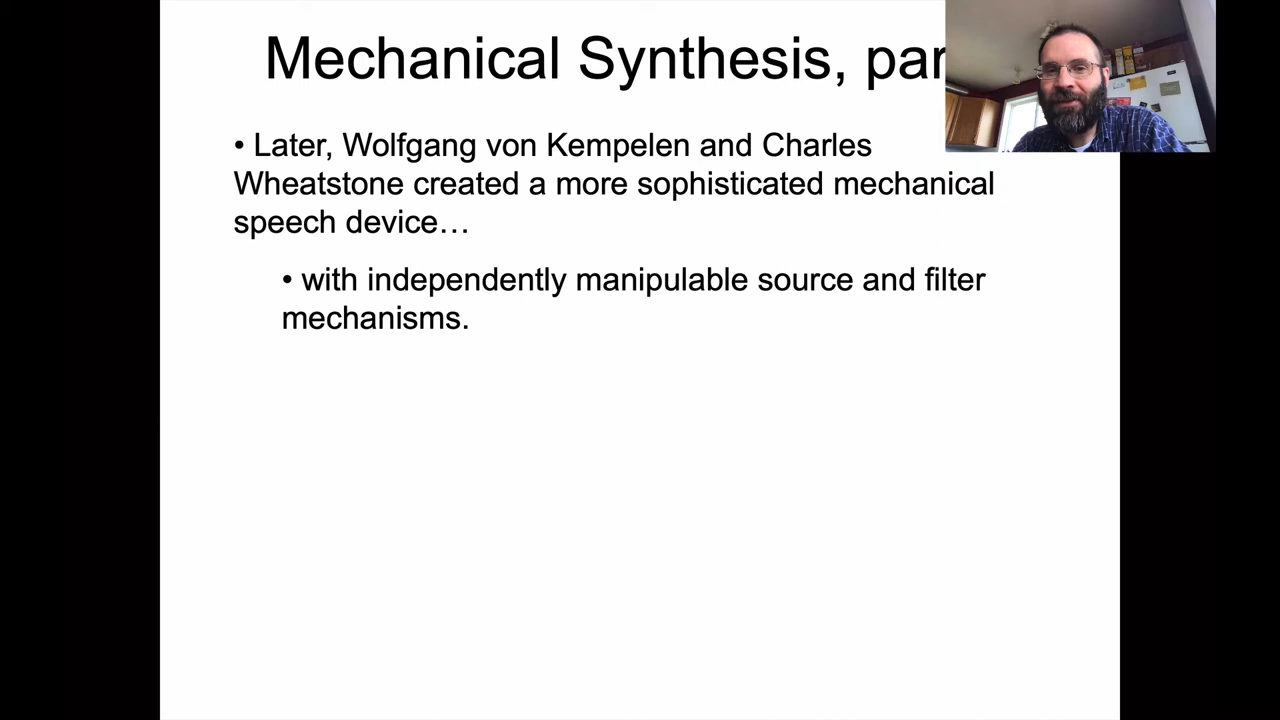 Mechanical Synthesis, par
• Later, Wolfgang von Kempelen and Charles
Wheatstone created a more sophisticated mechanical
speech device…
• with independently manipulable source and filter
mechanisms.